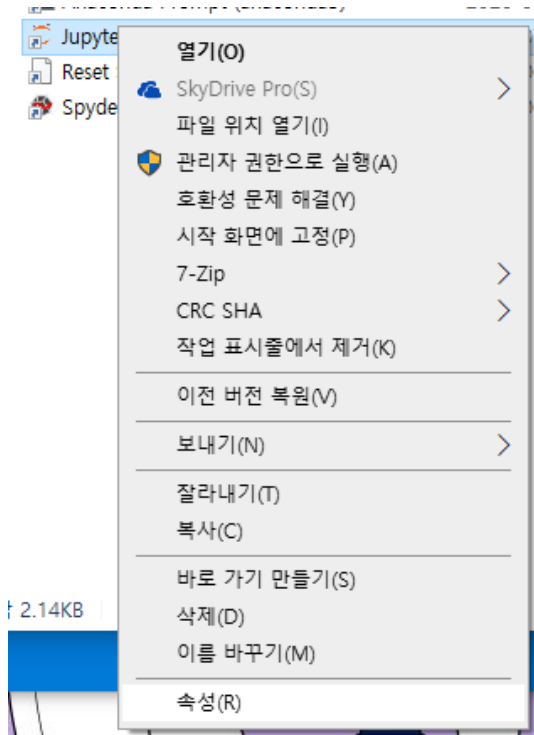 Jupyte
Reset
Spyde
열기(O)
SkyDrive Pro(S)
파일 위치 열기(I)
관리자 권한으로 실행(A)
호환성 문제 해결(Y)
시작 화면에 고정(P)
7-Zip
CRC SHA
작업 표시줄에서 제거(K)
이전 버전 복원(V)
보내기(N)
잘라내기(T)
복사(C)
바로 가기 만들기(S)
삭제(D)
이름 바꾸기(M)
속성(R)
2.14KB